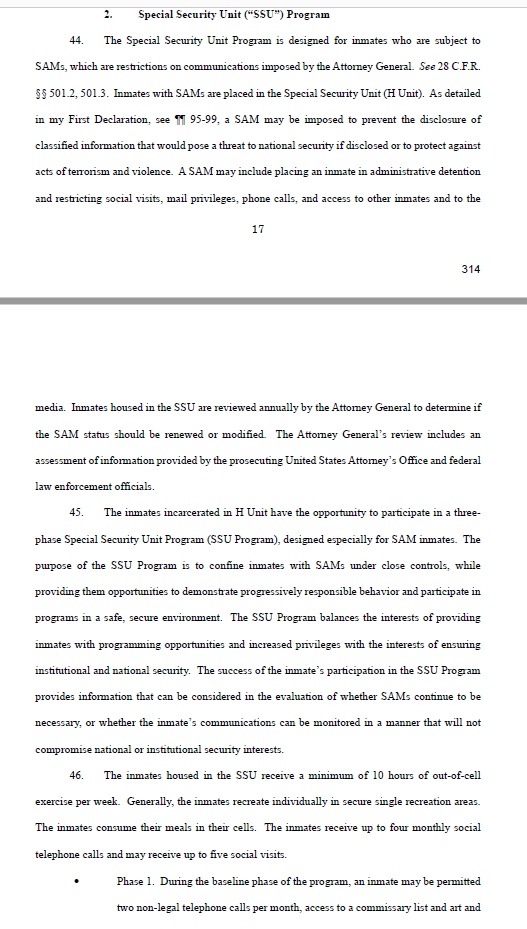 2. Special Security Unit (“SSU”) Program
44. The Special Security Unit Program is designed for inmates who are subject to
SAMs, which are restrictions on communications imposed by the Attorney General. See 28 C.F.R.
§§ 501.2, 501.3. Inmates with SAMs are placed in the Special Security Unit (H Unit). As detailed
in my First Declaration, see ¶¶ 95-99, a SAM may be imposed to prevent the disclosure of
classified information that would pose a threat to national security if disclosed or to protect against
acts of terrorism and violence. A SAM may include placing an inmate in administrative detention
and restricting social visits, mail privileges, phone calls, and access to other inmates and to the
17
314
media. Inmates housed in the SSU are reviewed annually by the Attorney General to determine if
the SAM status should be renewed or modified. The Attorney General’s review includes an
assessment of information provided by the prosecuting United States Attorney’s Office and federal
law enforcement officials.
45. The inmates incarcerated in H Unit have the opportunity to participate in a three-
phase Special Security Unit Program (SSU Program), designed especially for SAM inmates. The
purpose of the SSU Program is to confine inmates with SAMs under close controls, while
providing them opportunities to demonstrate progressively responsible behavior and participate in
programs in a safe, secure environment. The SSU Program balances the interests of providing
inmates with programming opportunities and increased privileges with the interests of ensuring
institutional and national security. The success of the inmate’s participation in the SSU Program
provides information that can be considered in the evaluation of whether SAMs continue to be
necessary, or whether the inmate’s communications can be monitored in a manner that will not
compromise national or institutional security interests.
46. The inmates housed in the SSU receive a minimum of 10 hours of out-of-cell
exercise per week. Generally, the inmates recreate individually in secure single recreation areas.
The inmates consume their meals in their cells. The inmates receive up to four monthly social
telephone calls and may receive up to five social visits.
• Phase 1. During the baseline phase of the program, an inmate may be permitted
two non-legal telephone calls per month, access to a commissary list and art and